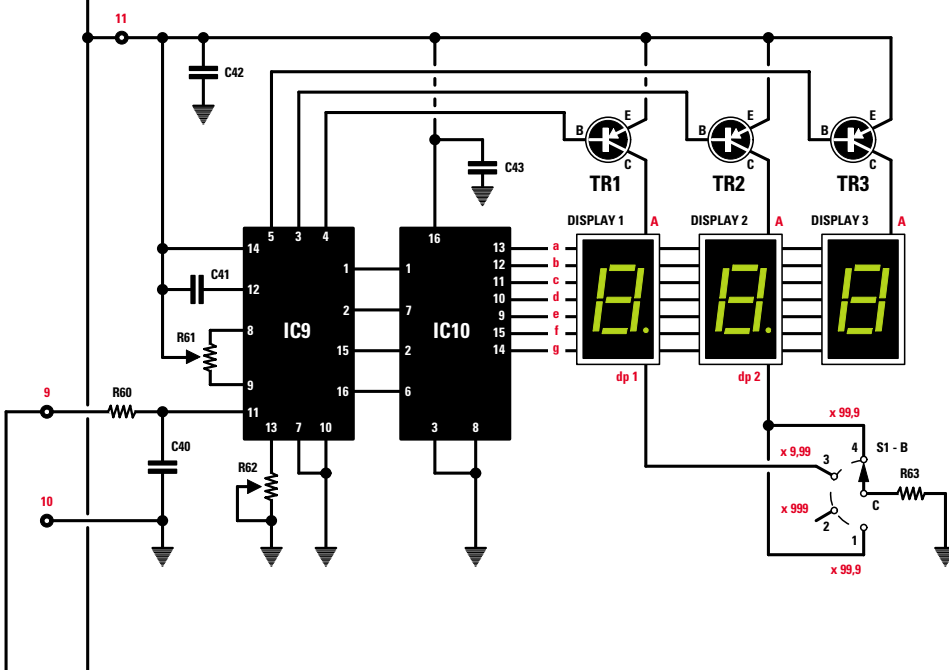 11
C42
E
E
E
B
B
B
C
C
C
TR1
TR2
TR3
C43
DISPLAY 1
A
DISPLAY 2
A
DISPLAY 3
A
5
3
4
16
14
1
1
13
a
12
b
C41
12
11
c
2
7
10
d
R61
8
IC9
IC10
9
e
15
f
15
2
14
g
9
16
6
dp 1
dp 2
9
R60
11
x 99,9
13
7
10
3
8
C40
R62
x 9,99
3
4
S1 - B
R63
10
x 999
2
C
1
x 99,9